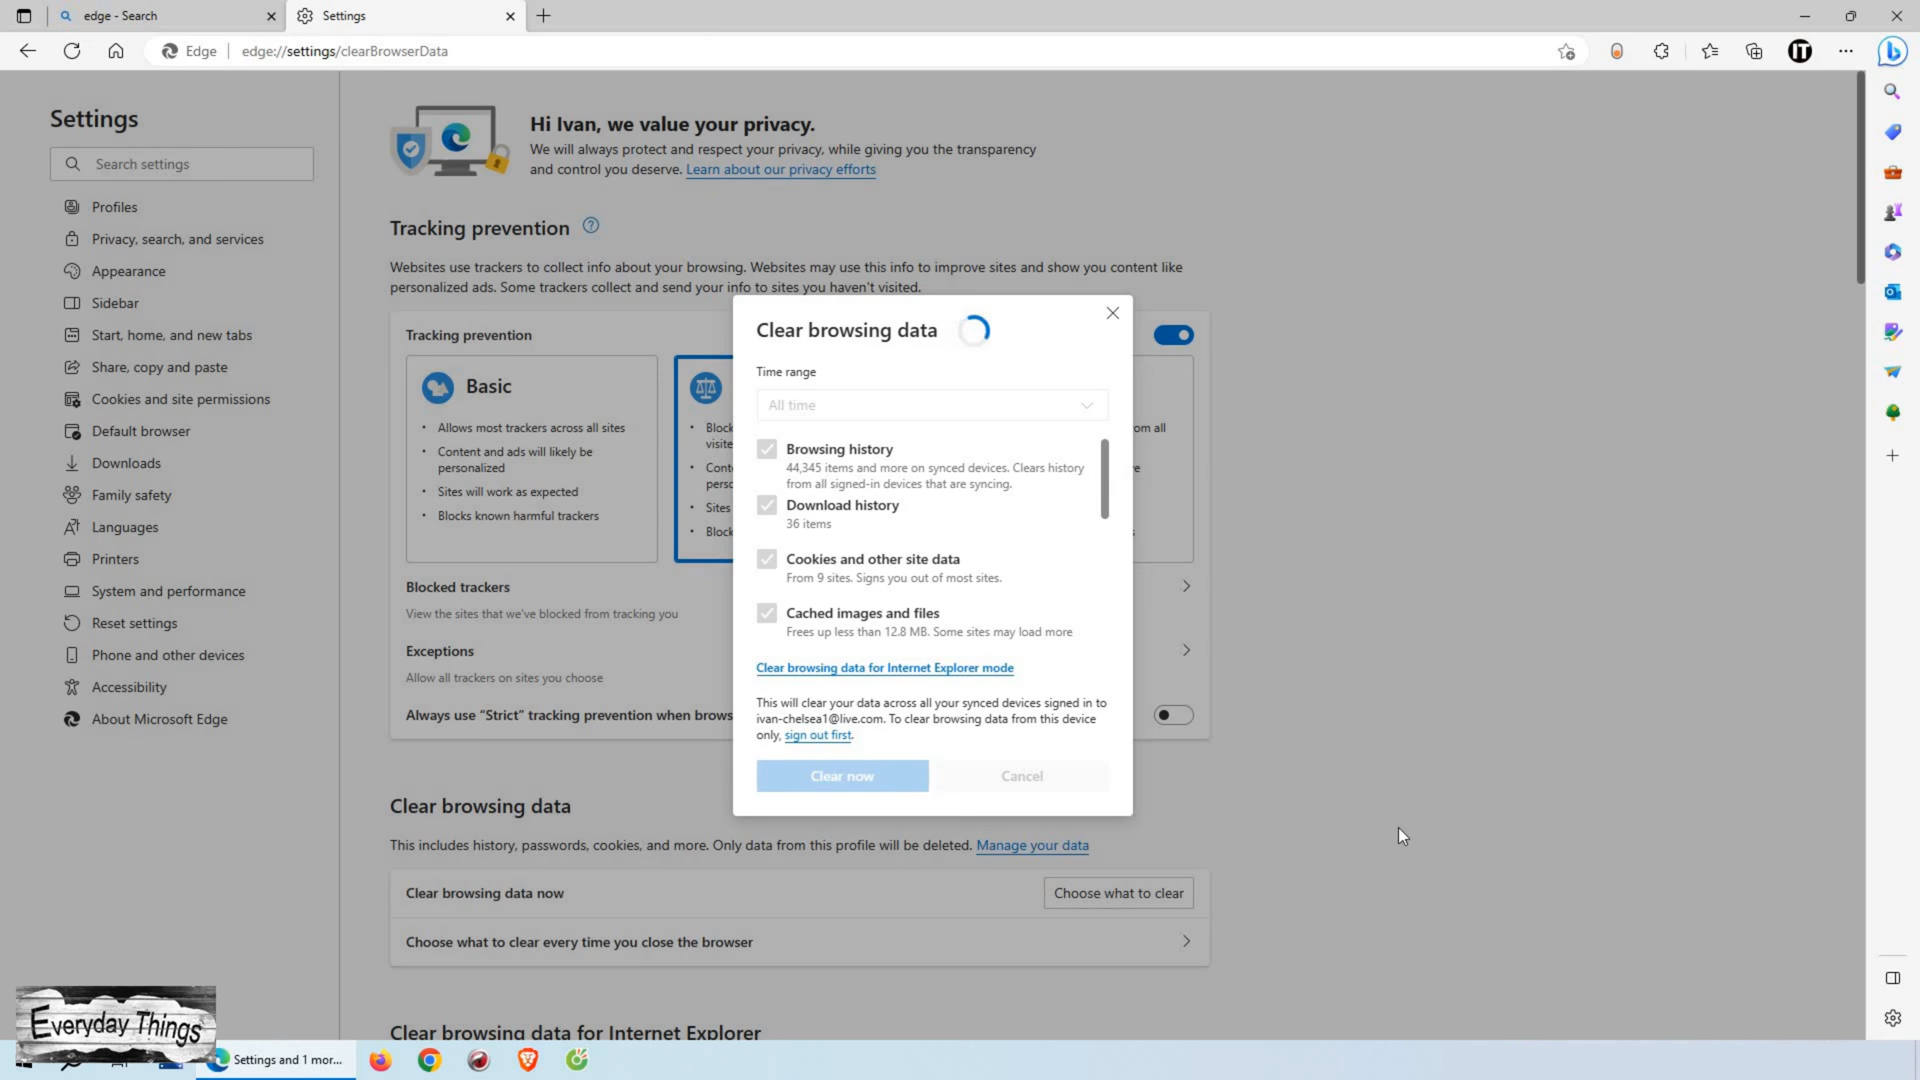 edge - Search
Settings
Edge
edge://settings/clearBrowserData
Settings
Search settings
Profiles
Privacy, search, and services
Appearance
Sidebar
Start, home, and new tabs
Share, copy and paste
Cookies and site permissions
Default browser
Downloads
Family safety
Languages
Printers
System and performance
Reset settings
Phone and other devices
Accessibility
About Microsoft Edge
Hi Ivan, we value your privacy.
We will always protect and respect your privacy, while giving you the transparency
and control you deserve. Learn about our privacy efforts
Tracking prevention
Websites use trackers to collect info about your browsing. Websites may use this info to improve sites and show you content like
personalized ads. Some trackers collect and send your info to sites you haven't visited.
Tracking prevention
Basic
Allows most trackers across all sites
Content and ads will likely be
personalized
Sites will work as expected
Blocks known harmful trackers
Sites
om all
Blocked trackers
View the sites that we've blocked from tracking you
Exceptions
Allow all trackers on sites you choose
Always use “Strict” tracking prevention when brows
Clear browsing data
Time range
All time
Browsing history
44,345 items and more on synced devices. Clears history
from all signed-in devices that are syncing.
Download history
36 items
Cookies and other site data
From 9 sites. Signs you out of most sites.
Cached images and files
Frees up less than 12.8 MB. Some sites may load more
Clear browsing data for Internet Explorer mode
This will clear your data across all your synced devices signed in to
ivan-chelsea1@live.com. To clear browsing data from this device
only, sign out first.
Clear now
Cancel
Clear browsing data
This includes history, passwords, cookies, and more. Only data from this profile will be deleted. Manage your data
Clear browsing data now
Choose what to clear
Choose what to clear every time you close the browser
Clear browsing data for Internet Explorer
Everyday Things
Settings and 1 mor...
IT